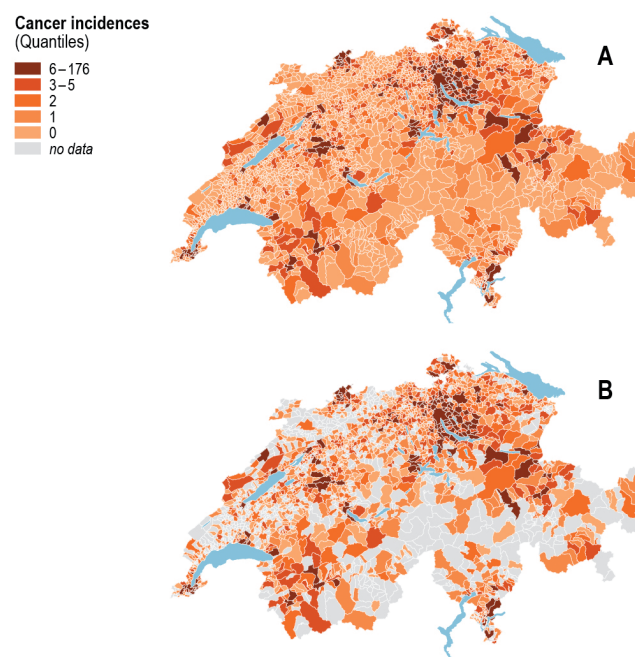 Cancer incidences
(Quantiles)
6–176
3–5
2
1
0
no data
A
B